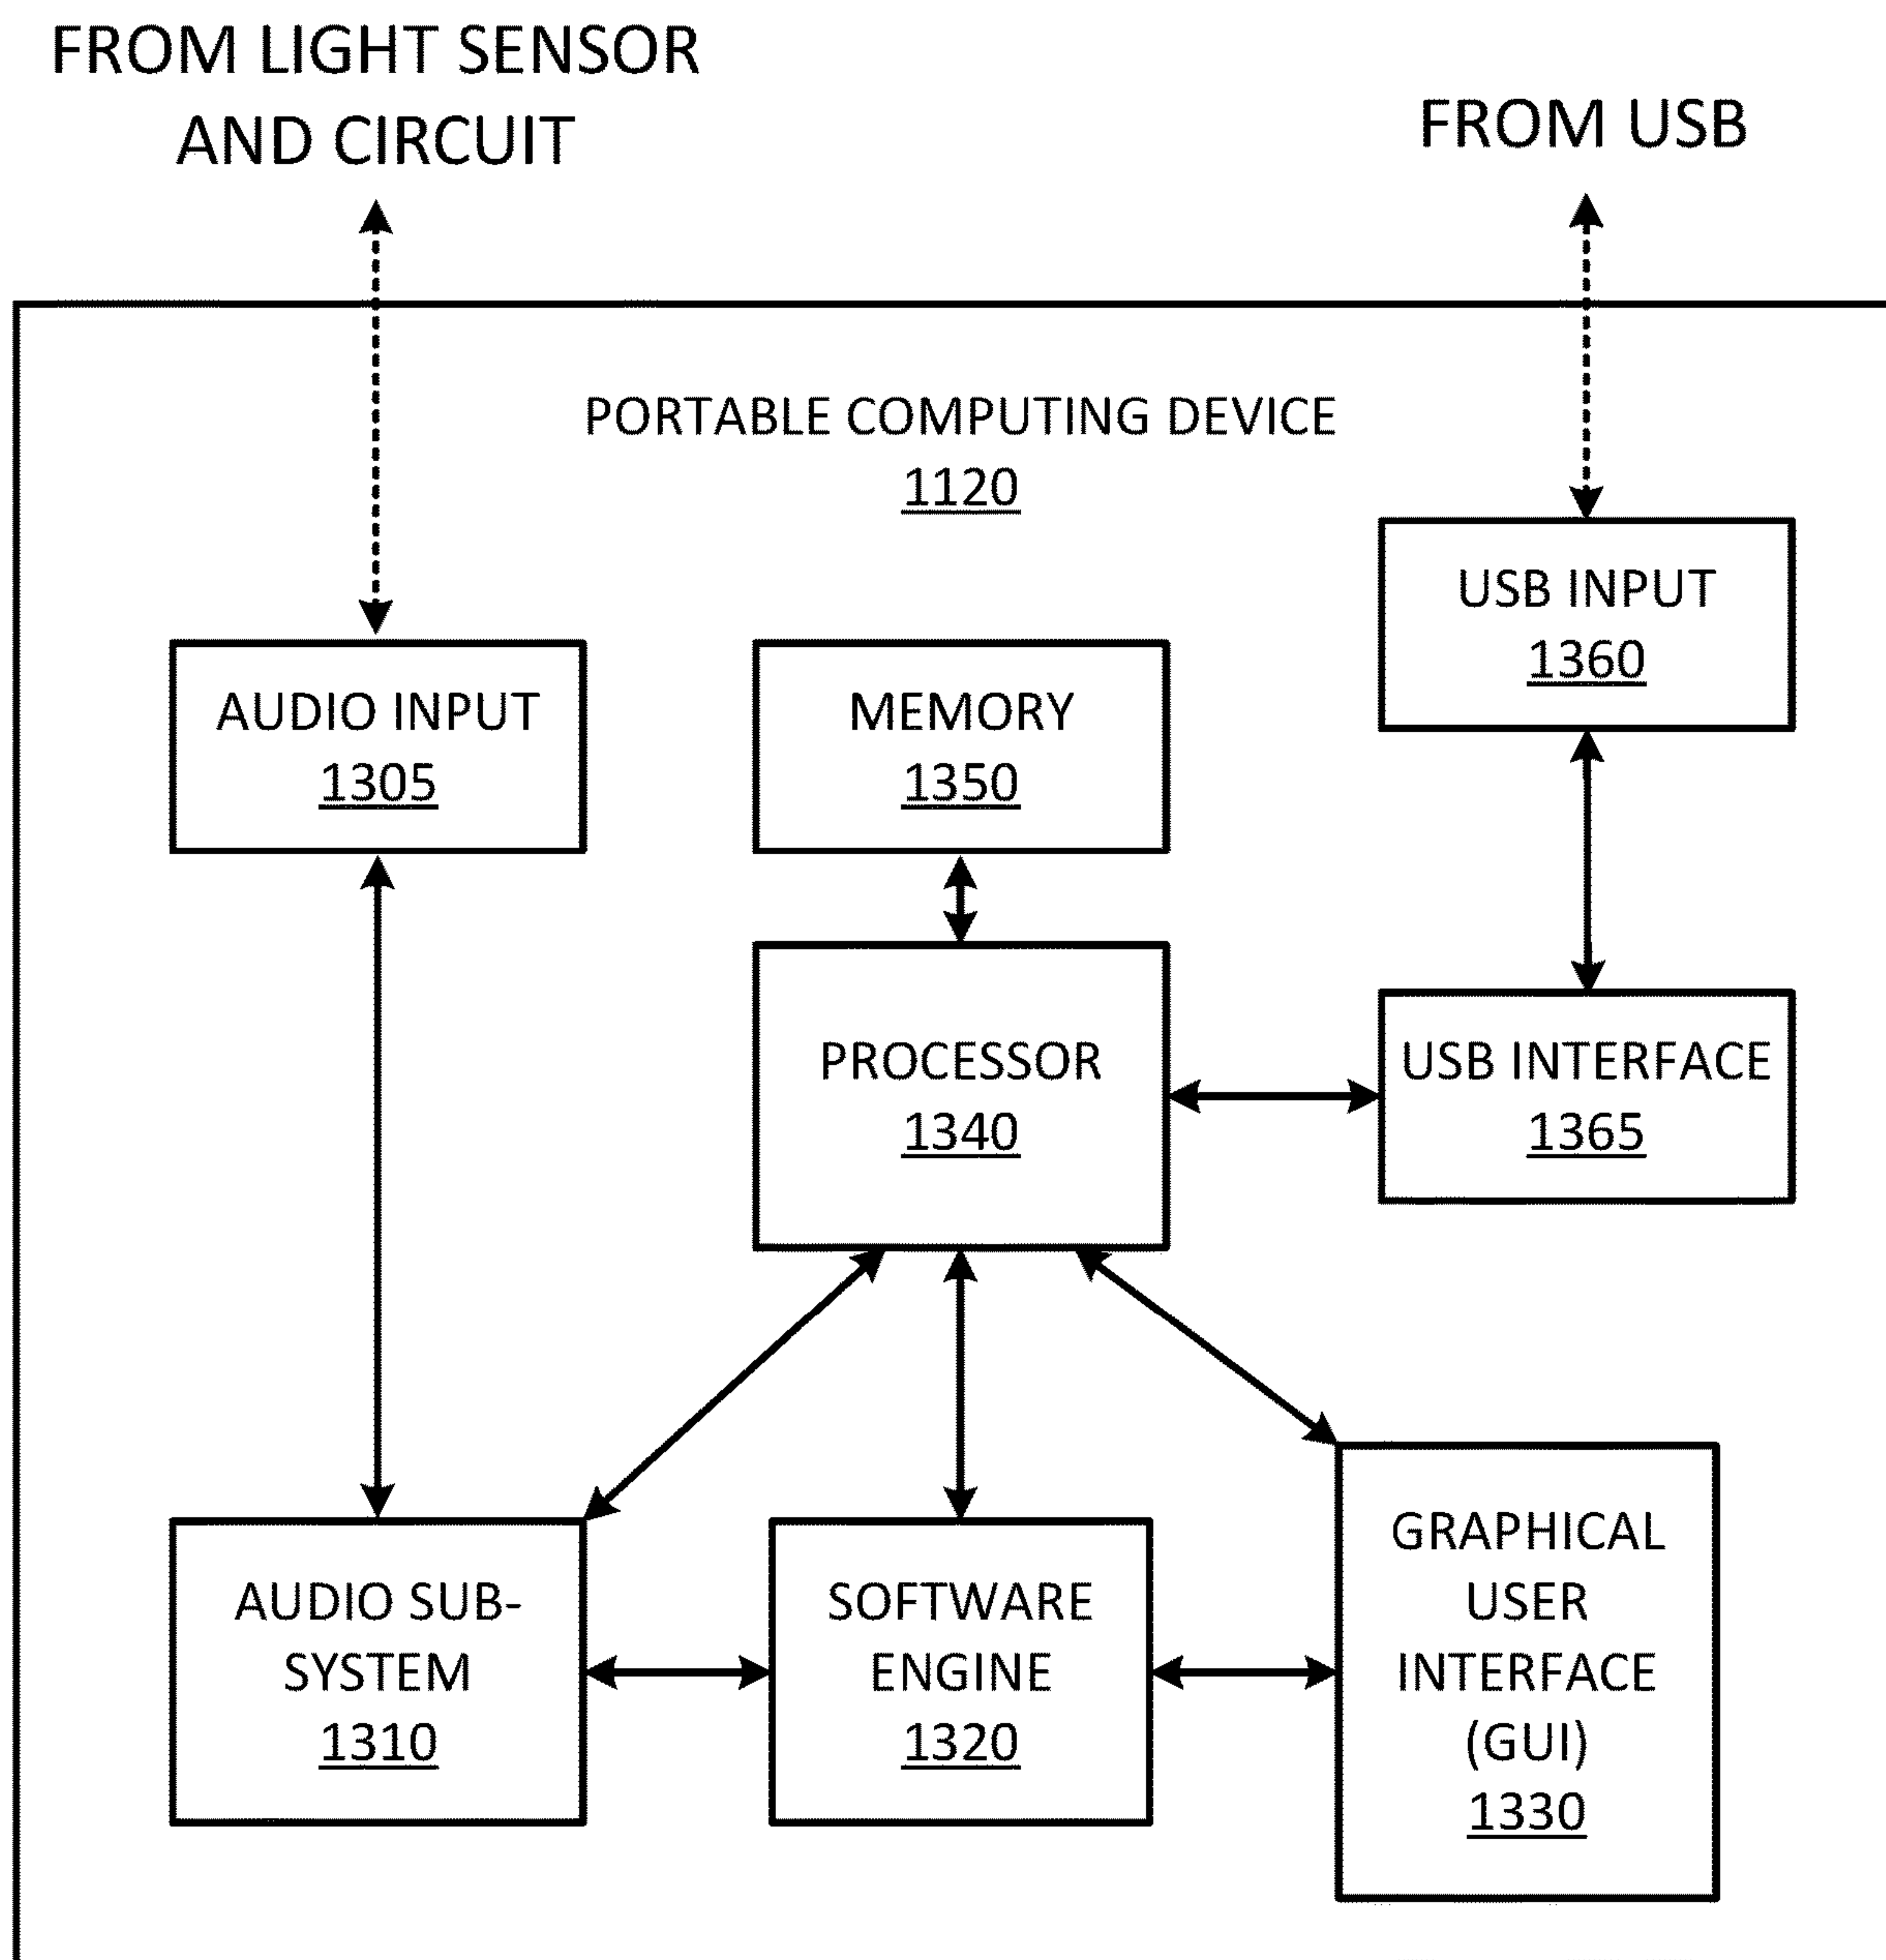 FROM LIGHT SENSOR
AND CIRCUIT
FROM USB
PORTABLE COMPUTING DEVICE
1120
USB INPUT
1360
AUDIO INPUT
1305
MEMORY
1350
PROCESSOR
1340
USB INTERFACE
1365
AUDIO SUB-
SYSTEM
1310
SOFTWARE
ENGINE
1320
GRAPHICAL
USER
INTERFACE
(GUI)
1330